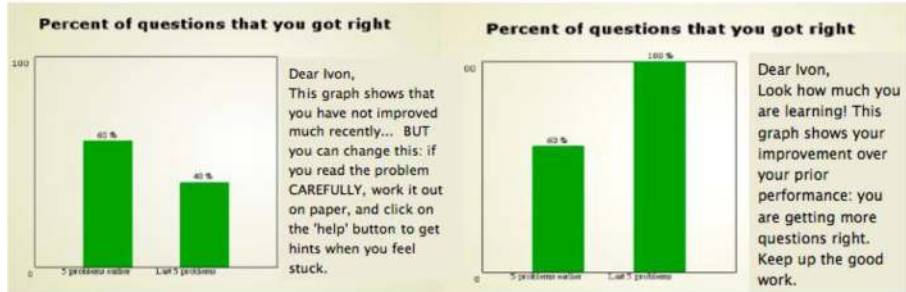 Percent of questions that you got right
100
60 %
40 %
0
5 problems earlier
Last 5 problems
Dear Ivon,
This graph shows that
you have not improved
much recently... BUT
you can change this: if
you read the problem
CAREFULLY, work it out
on paper, and click on
the 'help' button to get
hints when you feel
stuck.
Percent of questions that you got right
00
100 %
60 %
0
5 problems earlier
Last 5 problems
Dear Ivon,
Look how much you
are learning! This
graph shows your
improvement over
your prior
performance: you
are getting more
questions right.
Keep up the good
work.